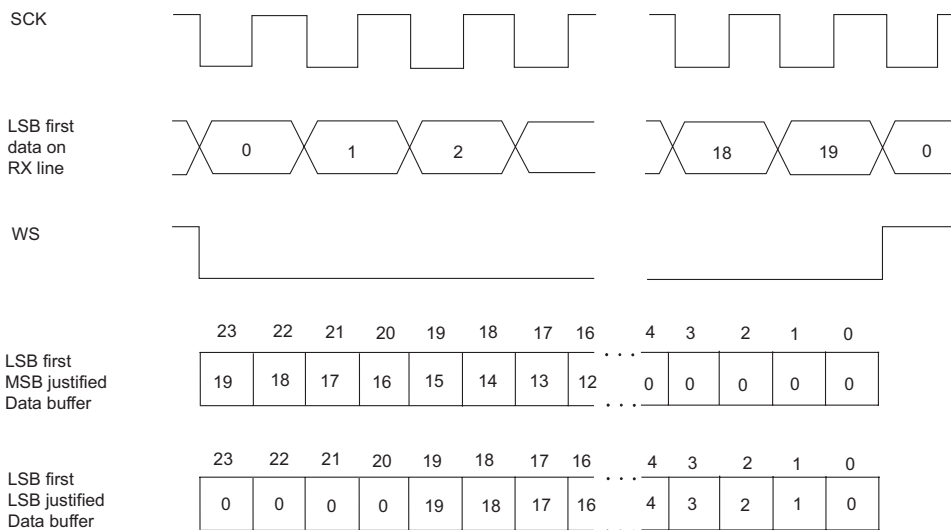 SCK
LSB first
data on
RX line
0 1 2 18 19 0
WS
23 22 21 20 19 18 17 16 4 3 2 1 0
LSB first
MSB justified
Data buffer
19 18 17 16 15 14 13 12 ... 0 0 0 0 0
23 22 21 20 19 18 17 16 4 3 2 1 0
LSB first
LSB justified
Data buffer
0 0 0 0 19 18 17 16 ... 4 3 2 1 0